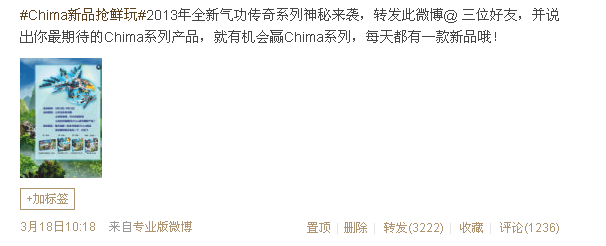 #Chima新品抢鲜玩#2013年全新气功传奇系列神秘来袭，转发此微博@ 三位好友，并说
出你最期待的Chima系列产品，就有机会赢Chima系列，每天都有一款新品哦！
+加标签
3月18日10:18 来自专业版微博 置顶 | 删除 | 转发(3222) | 收藏 | 评论(1236)